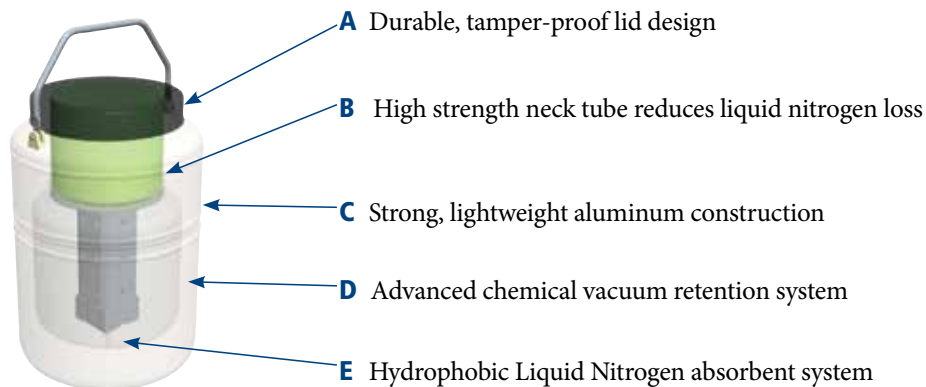 A Durable, tamper-proof lid design
B High strength neck tube reduces liquid nitrogen loss
C Strong, lightweight aluminum construction
D Advanced chemical vacuum retention system
E Hydrophobic Liquid Nitrogen absorbent system